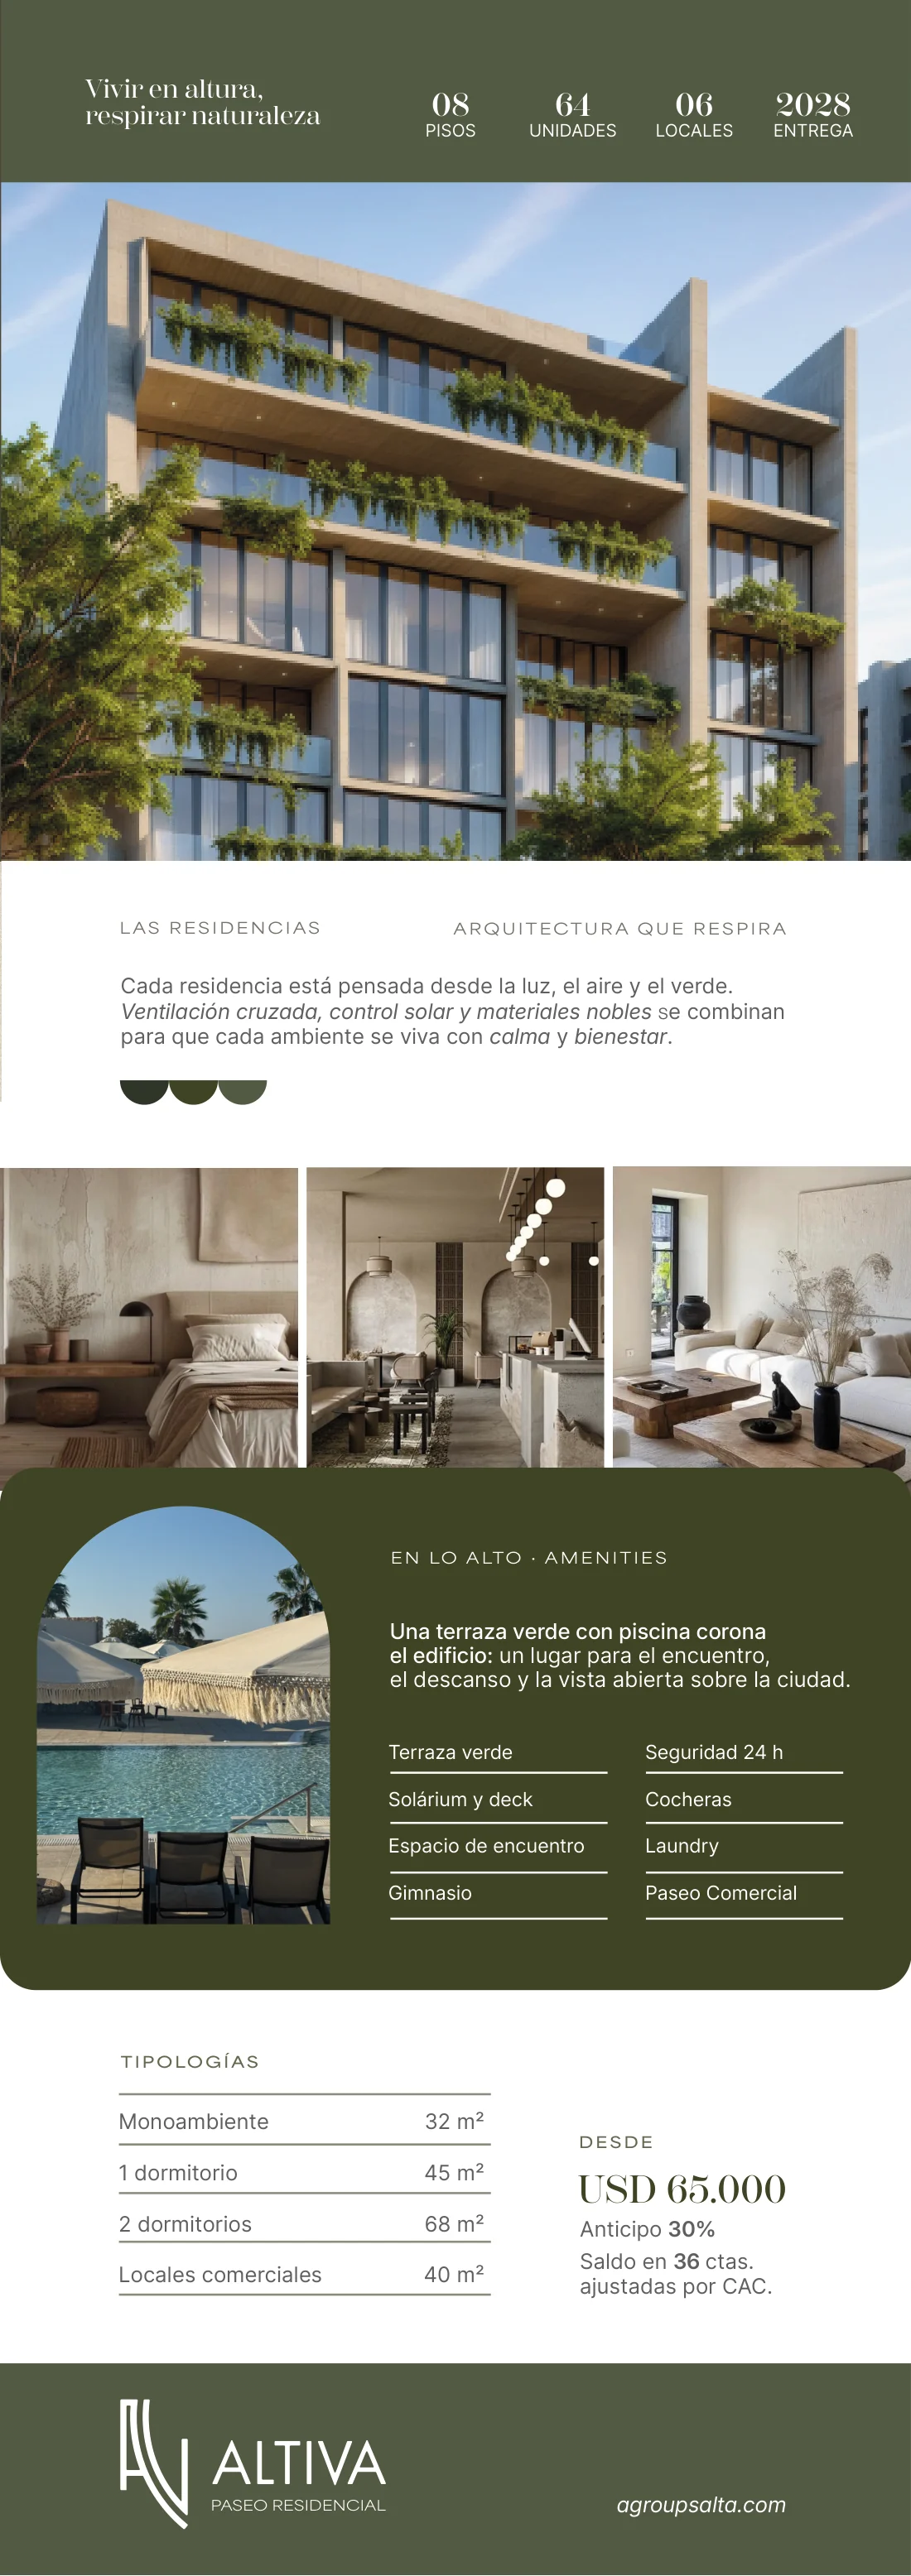 Vivir en altura,
respirar naturaleza
08
PISOS
64
UNIDADES
06
LOCALES
2028
ENTREGA
LAS RESIDENCIAS
ARQUITECTURA QUE RESPIRA
Cada residencia está pensada desde la luz, el aire y el verde.
Ventilación cruzada, control solar y materiales nobles se combinan
para que cada ambiente se viva con calma y bienestar.
EN LO ALTO · AMENITIES
Una terraza verde con piscina corona
el edificio: un lugar para el encuentro,
el descanso y la vista abierta sobre la ciudad.
Terraza verde
Solárium y deck
Espacio de encuentro
Gimnasio
Seguridad 24 h
Cocheras
Laundry
Paseo Comercial
TIPOLOGÍAS
Monoambiente 32 m²
1 dormitorio 45 m²
2 dormitorios 68 m²
Locales comerciales 40 m²
DESDE
USD 65.000
Anticipo 30%
Saldo en 36 ctas.
ajustadas por CAC.
ALTIVA
PASEO RESIDENCIAL
agroupsalta.com